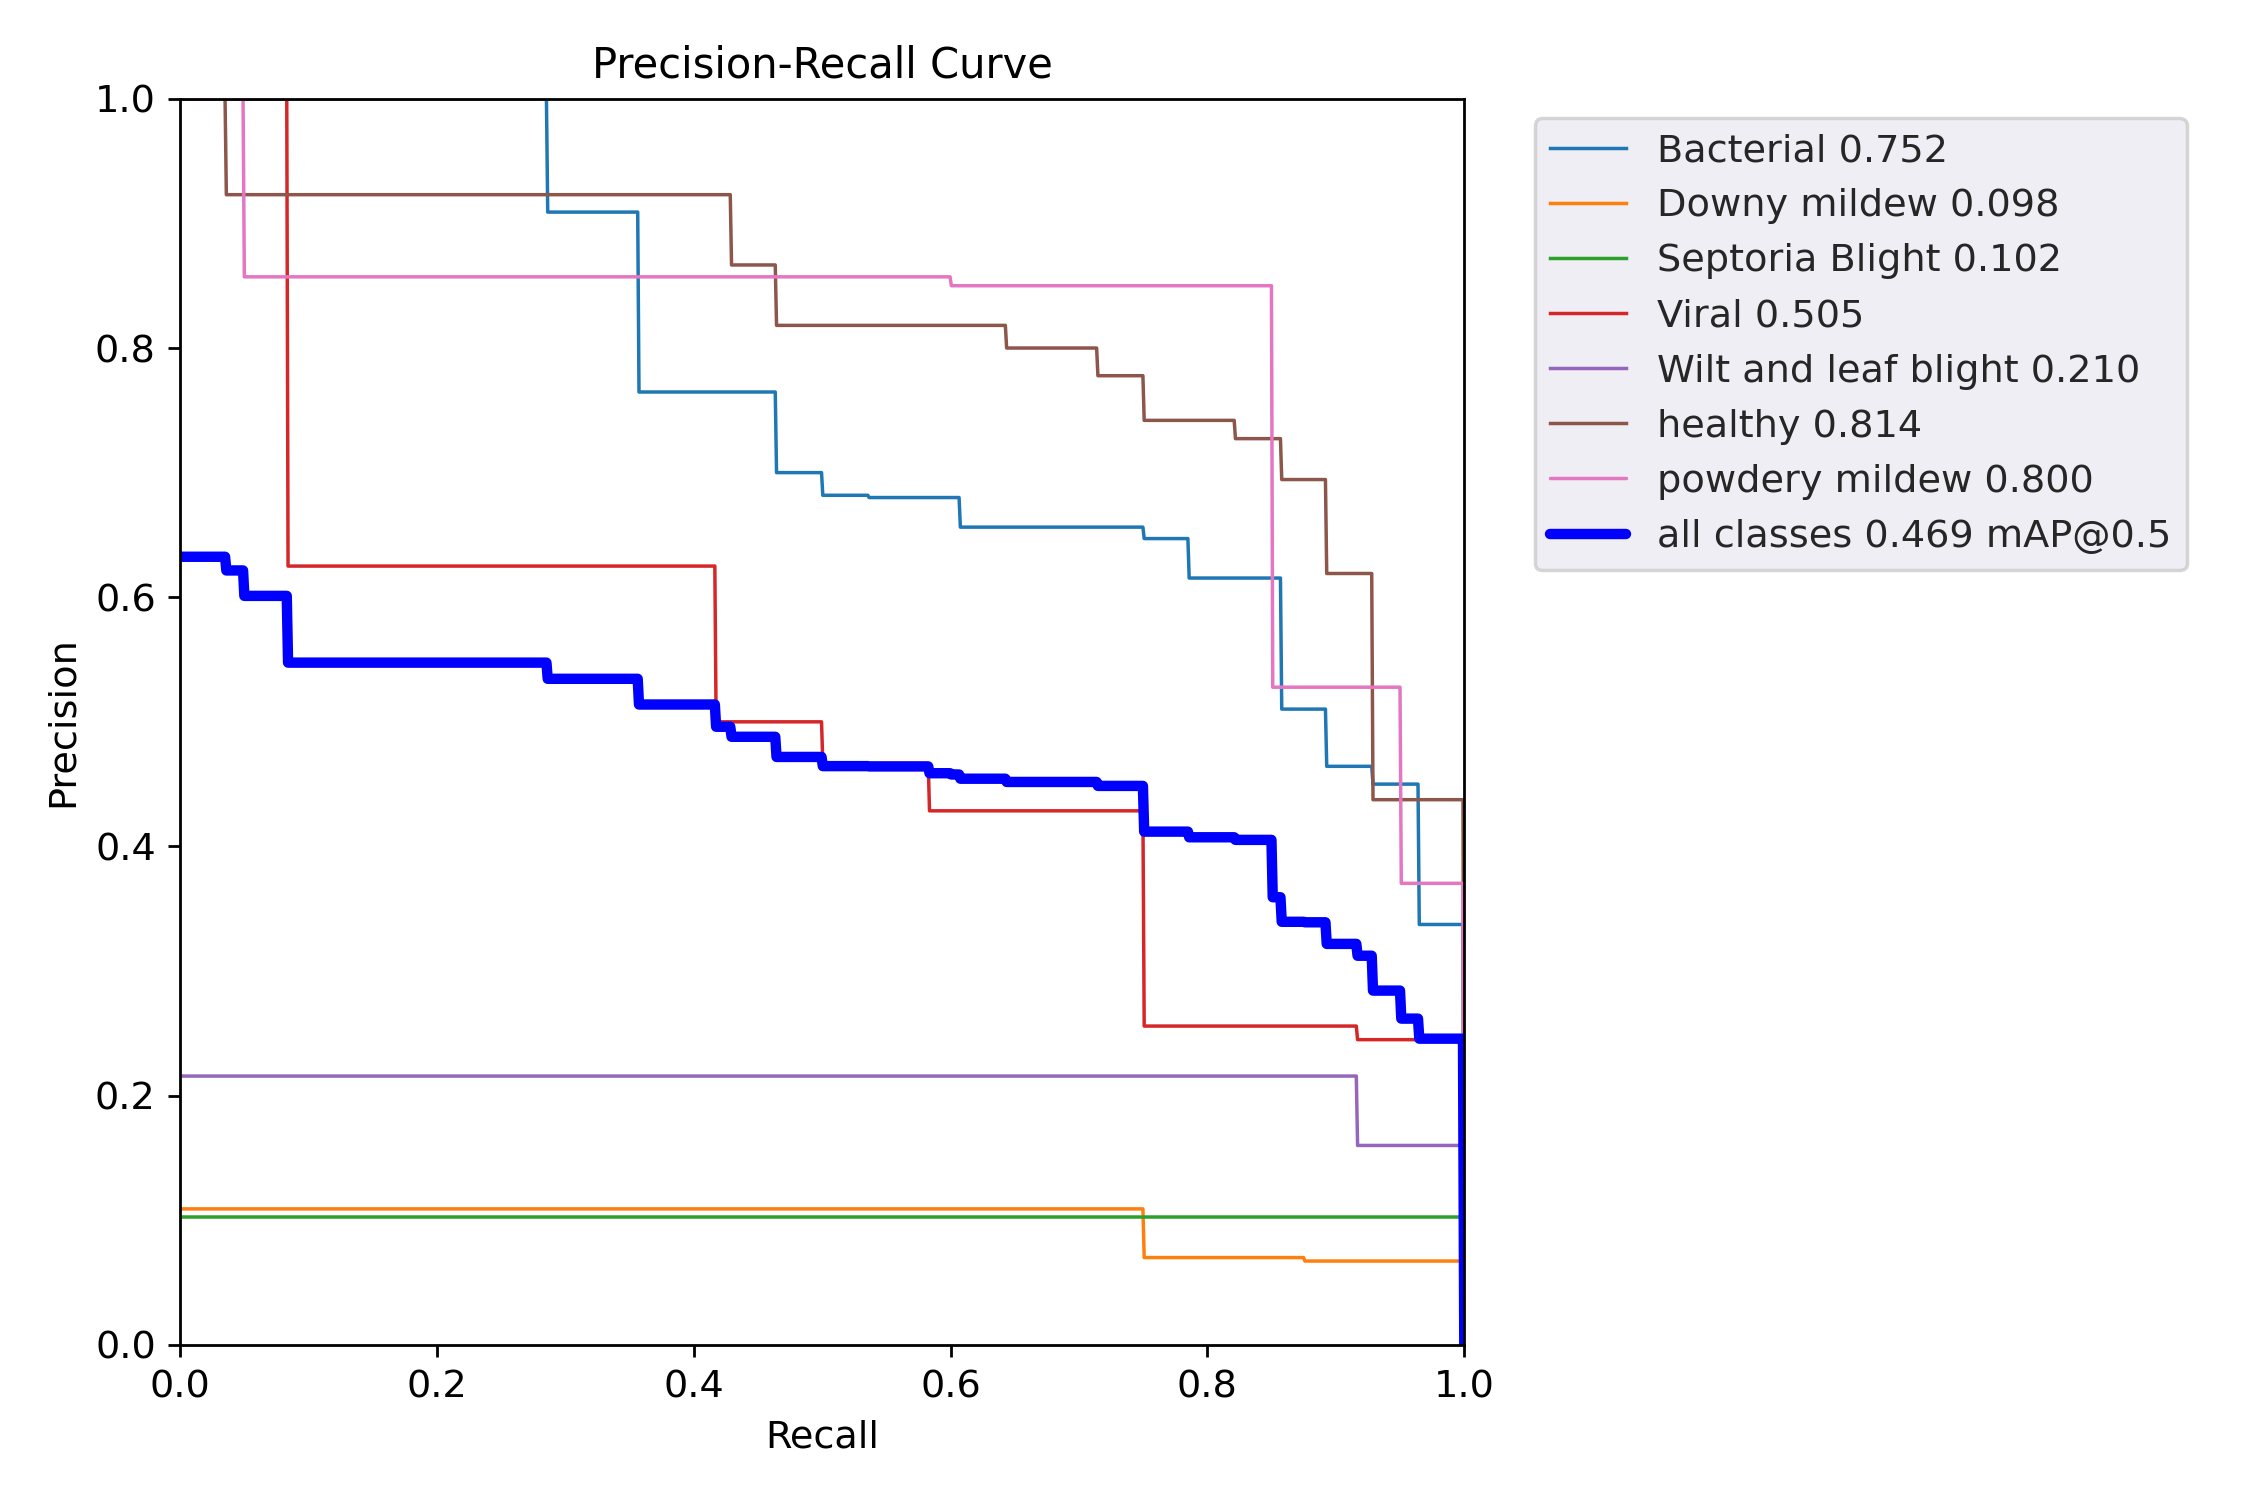 Precision-Recall Curve
1.0
0.8
0.6
0.4
0.2
0.0
Precision
0.0 0.2 0.4 0.6 0.8 1.0
Recall
Bacterial 0.752
Downy mildew 0.098
Septoria Blight 0.102
Viral 0.505
Wilt and leaf blight 0.210
healthy 0.814
powdery mildew 0.800
all classes 0.469 mAP@0.5